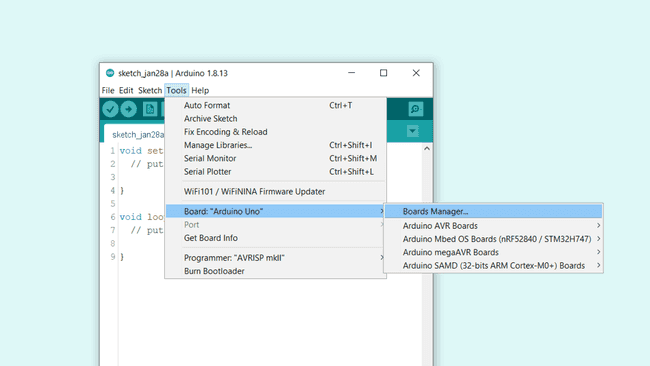 sketch_jan28a | Arduino 1.8.13
File Edit Sketch Tools Help
sketch_jan28a
1 void set
2 // put
3
4 }
5
6 void loo
7 // put
8
9 }
Auto Format Ctrl+T
Archive Sketch
Fix Encoding & Reload
Manage Libraries... Ctrl+Shift+I
Serial Monitor Ctrl+Shift+M
Serial Plotter Ctrl+Shift+L
WiFi101 / WiFiNINA Firmware Updater
Board: "Arduino Uno"
Port
Get Board Info
Programmer: "AVRISP mkII"
Burn Bootloader
Boards Manager...
Arduino AVR Boards
Arduino Mbed OS Boards (nRF52840 / STM32H747)
Arduino megaAVR Boards
Arduino SAMD (32-bits ARM Cortex-M0+) Boards